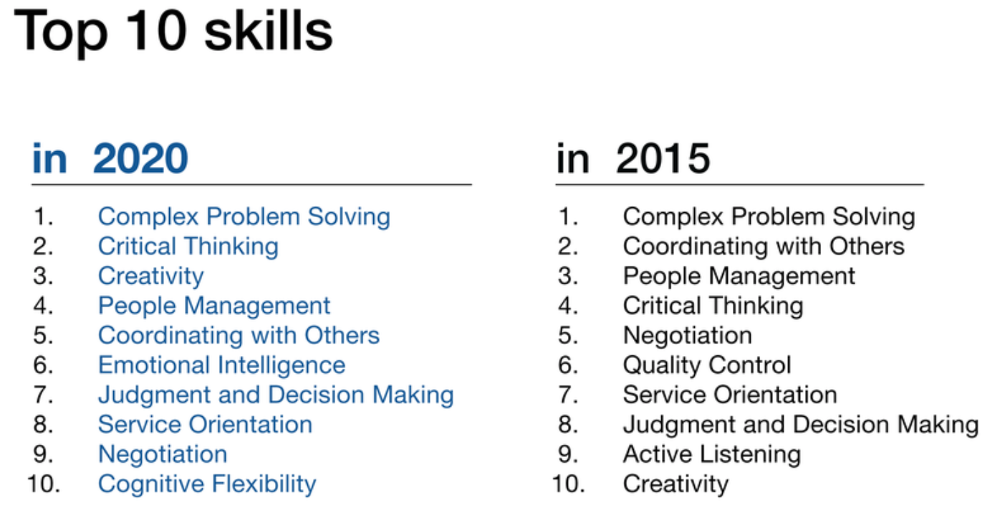 Top 10 skills
in 2020
1. Complex Problem Solving
2. Critical Thinking
3. Creativity
4. People Management
5. Coordinating with Others
6. Emotional Intelligence
7. Judgment and Decision Making
8. Service Orientation
9. Negotiation
10. Cognitive Flexibility
in 2015
1. Complex Problem Solving
2. Coordinating with Others
3. People Management
4. Critical Thinking
5. Negotiation
6. Quality Control
7. Service Orientation
8. Judgment and Decision Making
9. Active Listening
10. Creativity